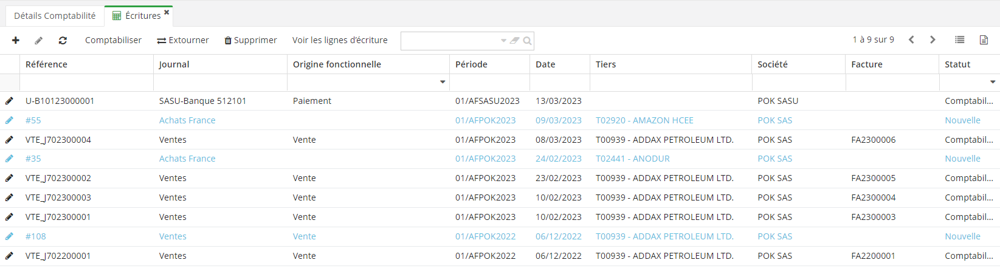 Détails Comptabilité Écritures
Comptabiliser Extourner Supprimer Voir les lignes d'écriture 1 à 9 sur 9
Référence Journal Origine fonctionnelle Période Date Tiers Société Facture Statut
U-B10123000001 SASU-Banque 512101 Paiement 01/AFSASU2023 13/03/2023 POK SASU Comptabil...
#55 Achats France 01/AFPOK2023 09/03/2023 T02920 - AMAZON HCEE POK SAS Nouvelle
VTE_J702300004 Ventes Vente 01/AFPOK2023 08/03/2023 T00939 - ADDAX PETROLEUM LTD. POK SAS FA2300006 Comptabil...
#35 Achats France 01/AFPOK2023 24/02/2023 T02441 - ANODUR POK SAS Nouvelle
VTE_J702300002 Ventes Vente 01/AFPOK2023 23/02/2023 T00939 - ADDAX PETROLEUM LTD. POK SAS FA2300005 Comptabil...
VTE_J702300003 Ventes Vente 01/AFPOK2023 10/02/2023 T00939 - ADDAX PETROLEUM LTD. POK SAS FA2300004 Comptabil...
VTE_J702300001 Ventes Vente 01/AFPOK2023 10/02/2023 T00939 - ADDAX PETROLEUM LTD. POK SAS FA2300003 Comptabil...
#108 Ventes Vente 01/AFPOK2022 06/12/2022 T00939 - ADDAX PETROLEUM LTD. POK SAS Nouvelle
VTE_J702200001 Ventes Vente 01/AFPOK2022 06/12/2022 T00939 - ADDAX PETROLEUM LTD. POK SAS FA2200001 Comptabil...